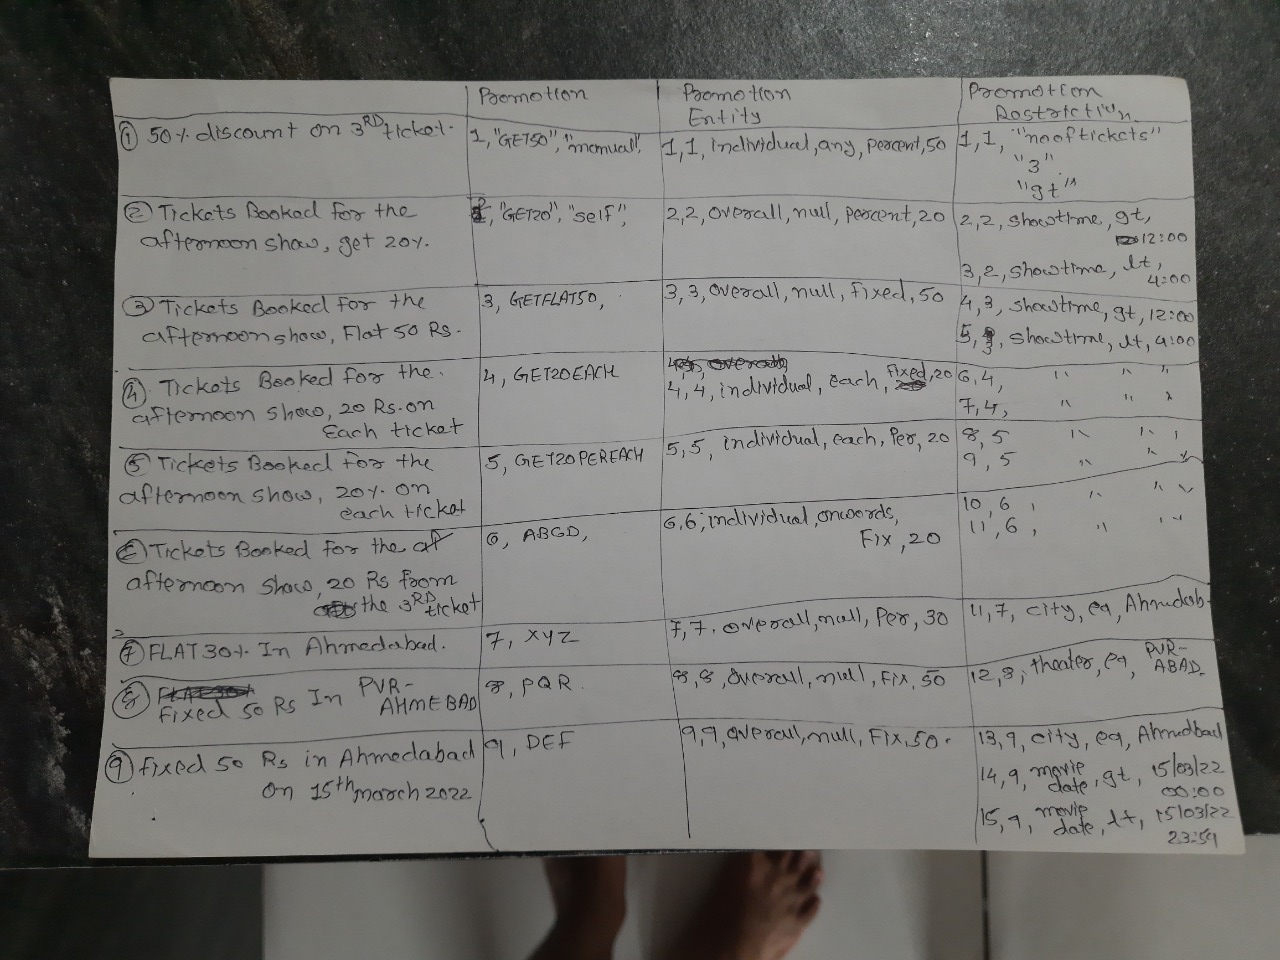 Promotion
Promotion
Entity
Promotion
Restriction.
① 50% discount on 3RD ticket.
1, "GET50", "manual",
1,1, individual, any, percent, 50
1,1, "nooftickets"
"3"
"gt"
② Tickets Booked for the
afternoon show, get 20%.
2, "GET20", "self",
2,2, overall, null, percent, 20
2,2, showtime, gt,
12:00
3,2, showtime, lt,
4:00
③ Tickets Booked for the
afternoon show, Flat 50 Rs.
3, GETFLAT50,
3,3, overall, null, fixed, 50
4,3, showtime, gt, 12:00
5,3, showtime, lt, 4:00
④. Tickets Booked for the.
afternoon show, 20 Rs. on
Each ticket
4, GET20EACH
4,4, individual, each, Fixed, 20
6,4, " " "
7,4, " " "
⑤ Tickets Booked for the
afternoon show, 20% on
each ticket
5, GET20PEREACH
5,5, individual, each, Per, 20
8,5 " " "
9,5 " " "
⑥ Tickets Booked for the
afternoon show, 20 Rs from
the 3RD ticket
6, ABCD,
6,6, individual, onwords,
Fix, 20
10,6, " " "
11,6, " " "
⑦ FLAT 30% In Ahmedabad.
7, XYZ
7,7. overall, null, Per, 30
11,7, city, eq, Ahmdab.
⑧ Fixed 50 Rs In PVR-
AHMEBAD
8, PQR.
8,8, overall, null, Fix, 50
12,8, theater, eq, PVR-
ABAD.
⑨ fixed 50 Rs in Ahmedabad
on 15th march 2022
9, DEF
9,9, overall, null, Fix, 50.
13,9, city, eq, Ahmdbad
14,9, movie
date, gt, 15/03/22
00:00
15,9, movie
date, lt, 15/03/22
23:59